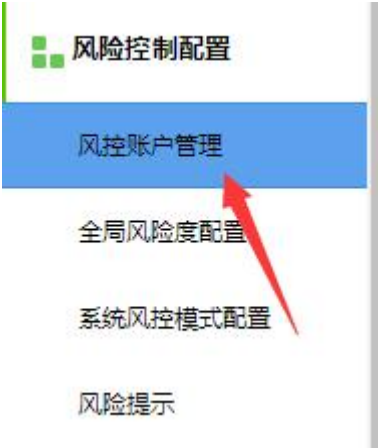 风险控制配置
风控账户管理
全局风险度配置
系统风控模式配置
风险提示